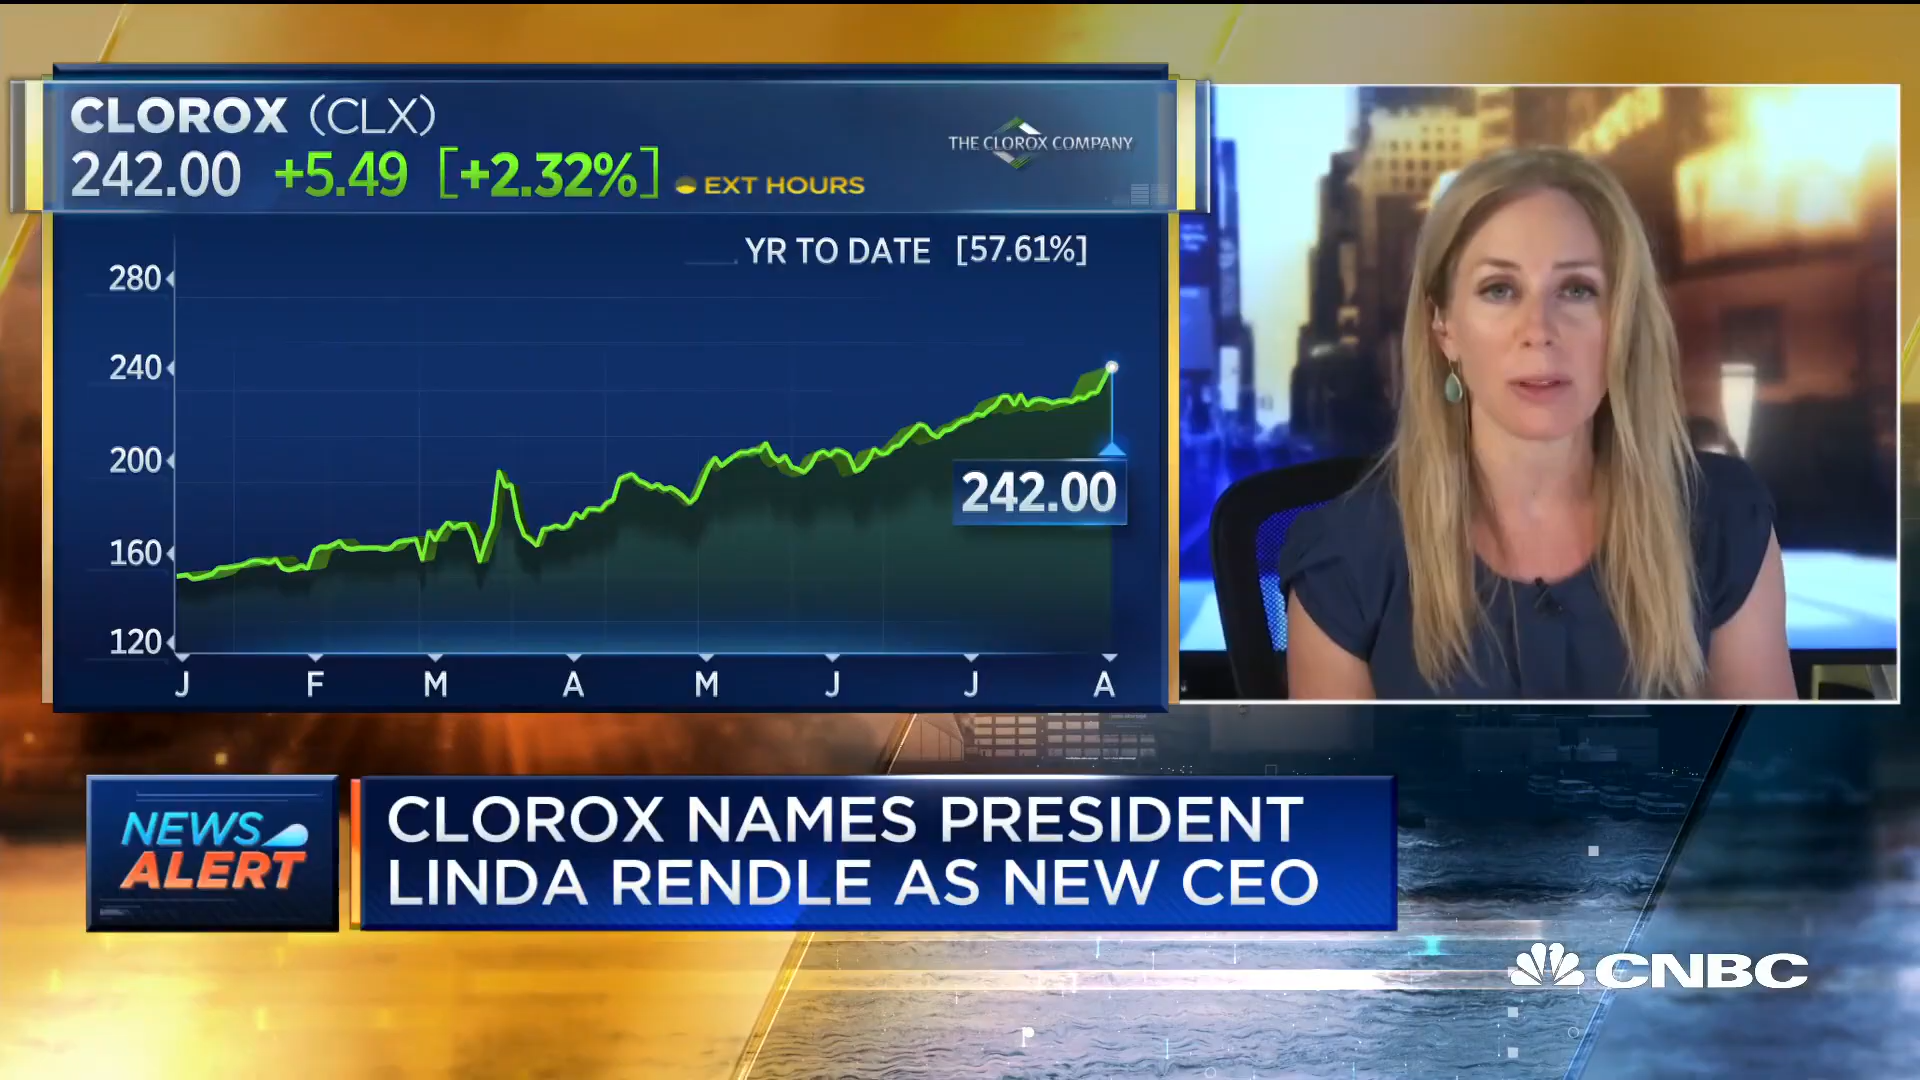 CLOROX (CLX)
242.00 +5.49 [+2.32%] EXT HOURS
THE CLOROX COMPANY
YR TO DATE [57.61%]
280
240
200
160
120
242.00
J F M A M J J A
NEWS
ALERT
CLOROX NAMES PRESIDENT
LINDA RENDLE AS NEW CEO
CNBC